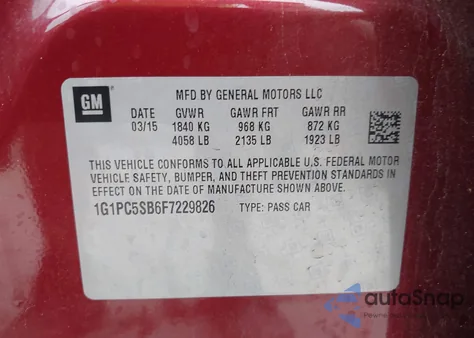 GM
MFD BY GENERAL MOTORS LLC
DATE GVWR GAWR FRT GAWR RR
03/15 1840 KG 968 KG 872 KG
4058 LB 2135 LB 1923 LB
THIS VEHICLE CONFORMS TO ALL APPLICABLE U.S. FEDERAL MOTOR
VEHICLE SAFETY, BUMPER, AND THEFT PREVENTION STANDARDS
IN EFFECT ON THE DATE OF MANUFACTURE SHOWN ABOVE.
1G1PC5SB6F7229826 TYPE: PASS CAR
autoSnap